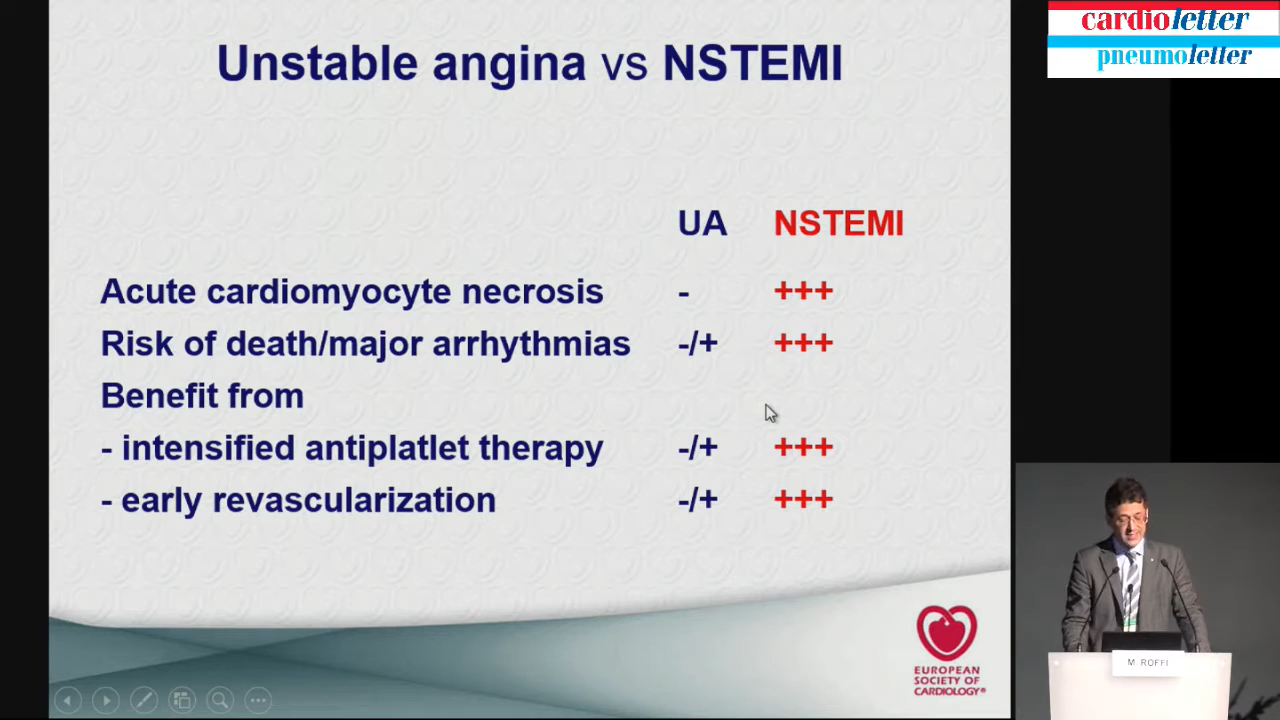 cardioletter
pneumoletter
Unstable angina vs NSTEMI
UA NSTEMI
Acute cardiomyocyte necrosis - +++
Risk of death/major arrhythmias -/+ +++
Benefit from
- intensified antiplatlet therapy -/+ +++
- early revascularization -/+ +++
EUROPEAN
SOCIETY OF
CARDIOLOGY®
M ROFFI